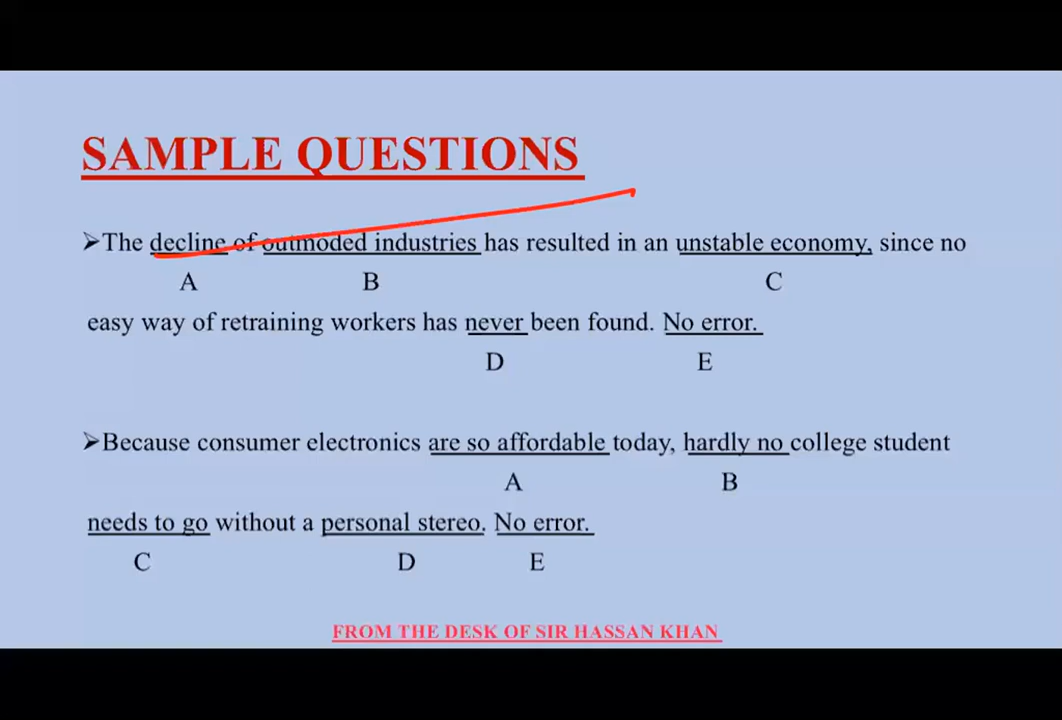 SAMPLE QUESTIONS
➢The decline of outmoded industries has resulted in an unstable economy, since no
A B C
easy way of retraining workers has never been found. No error.
D E
➢Because consumer electronics are so affordable today, hardly no college student
A B
needs to go without a personal stereo. No error.
C D E
FROM THE DESK OF SIR HASSAN KHAN